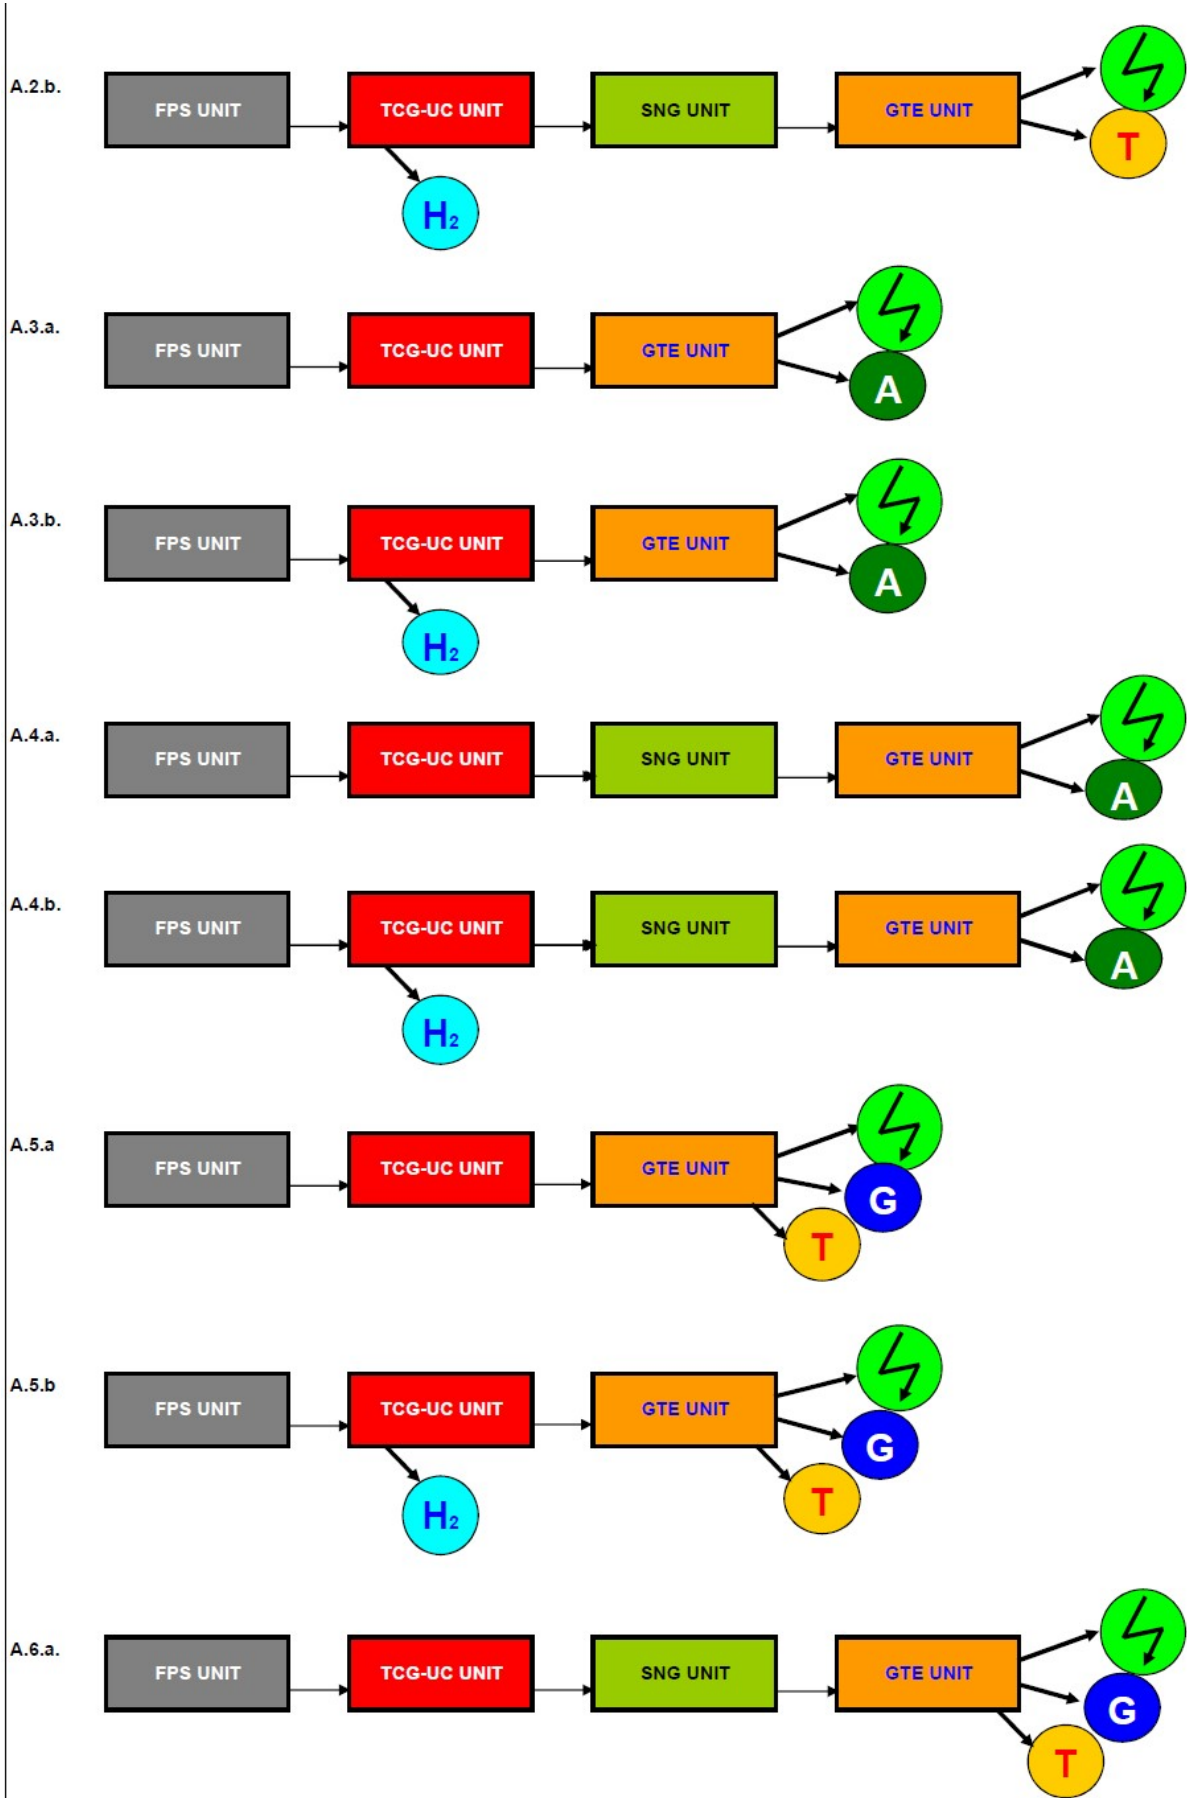 A.2.b.
FPS UNIT TCG-UC UNIT SNG UNIT GTE UNIT
T
H2
A.3.a.
FPS UNIT TCG-UC UNIT GTE UNIT
A
A.3.b.
FPS UNIT TCG-UC UNIT GTE UNIT
A
H2
A.4.a.
FPS UNIT TCG-UC UNIT SNG UNIT GTE UNIT
A
A.4.b.
FPS UNIT TCG-UC UNIT SNG UNIT GTE UNIT
A
H2
A.5.a
FPS UNIT TCG-UC UNIT GTE UNIT
G
T
A.5.b
FPS UNIT TCG-UC UNIT GTE UNIT
G
T
H2
A.6.a.
FPS UNIT TCG-UC UNIT SNG UNIT GTE UNIT
G
T